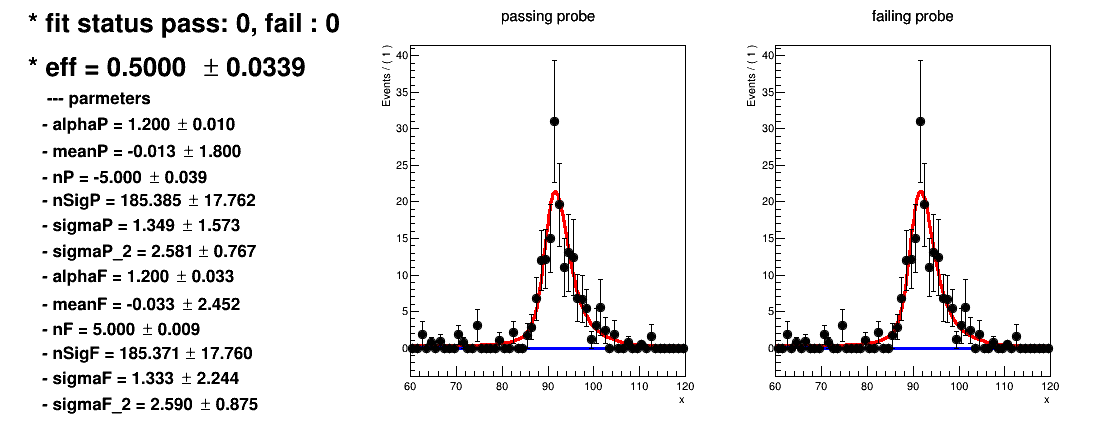 * fit status pass: 0, fail : 0
* eff = 0.5000 ± 0.0339
--- parmeters
- alphaP = 1.200 ± 0.010
- meanP = -0.013 ± 1.800
- nP = -5.000 ± 0.039
- nSigP = 185.385 ± 17.762
- sigmaP = 1.349 ± 1.573
- sigmaP_2 = 2.581 ± 0.767
- alphaF = 1.200 ± 0.033
- meanF = -0.033 ± 2.452
- nF = 5.000 ± 0.009
- nSigF = 185.371 ± 17.760
- sigmaF = 1.333 ± 2.244
- sigmaF_2 = 2.590 ± 0.875
passing probe
Events / ( 1 )
40
35
30
25
20
15
10
5
0
60 70 80 90 100 110 120
x
failing probe
Events / ( 1 )
40
35
30
25
20
15
10
5
0
60 70 80 90 100 110 120
x